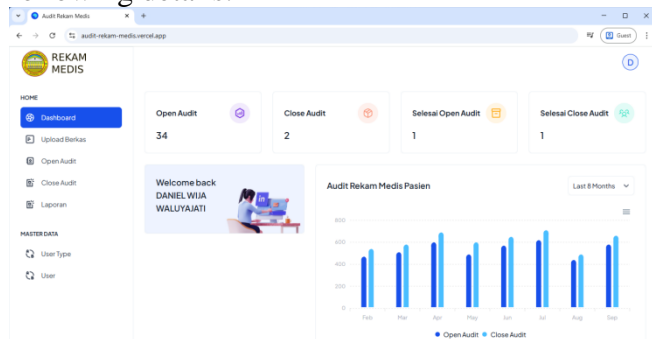 Audit Rekam Medis
audit-rekam-medis.vercel.app
Guest
REKAM
MEDIS
D
HOME
Dashboard
Upload Berkas
Open Audit
Close Audit
Laporan
MASTER DATA
User Type
User
Open Audit
34
Close Audit
2
Selesai Open Audit
1
Selesai Close Audit
1
Welcome back
DANIEL WIJA
WALUYAJATI
in
Audit Rekam Medis Pasien
Last 8 Months
800
600
400
200
0
Feb Mar Apr May Jun Jul Aug Sep
Open Audit Close Audit